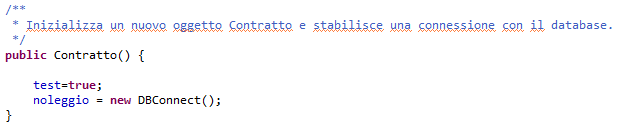 /**
 * Inizializza un nuovo oggetto Contratto e stabilisce una connessione con il database.
 */
public Contratto() {
    test=true;
    noleggio = new DBConnect();
}